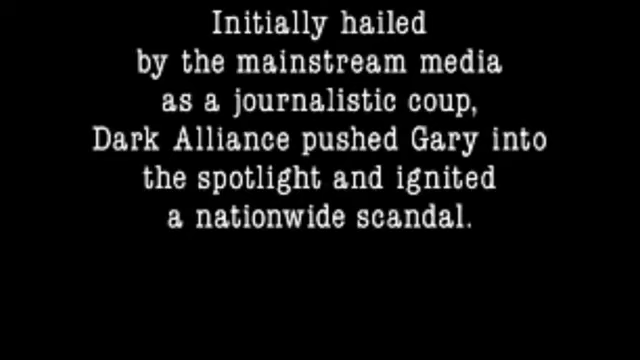 Initially hailed
by the mainstream media
as a journalistic coup,
Dark Alliance pushed Gary into
the spotlight and ignited
a nationwide scandal.